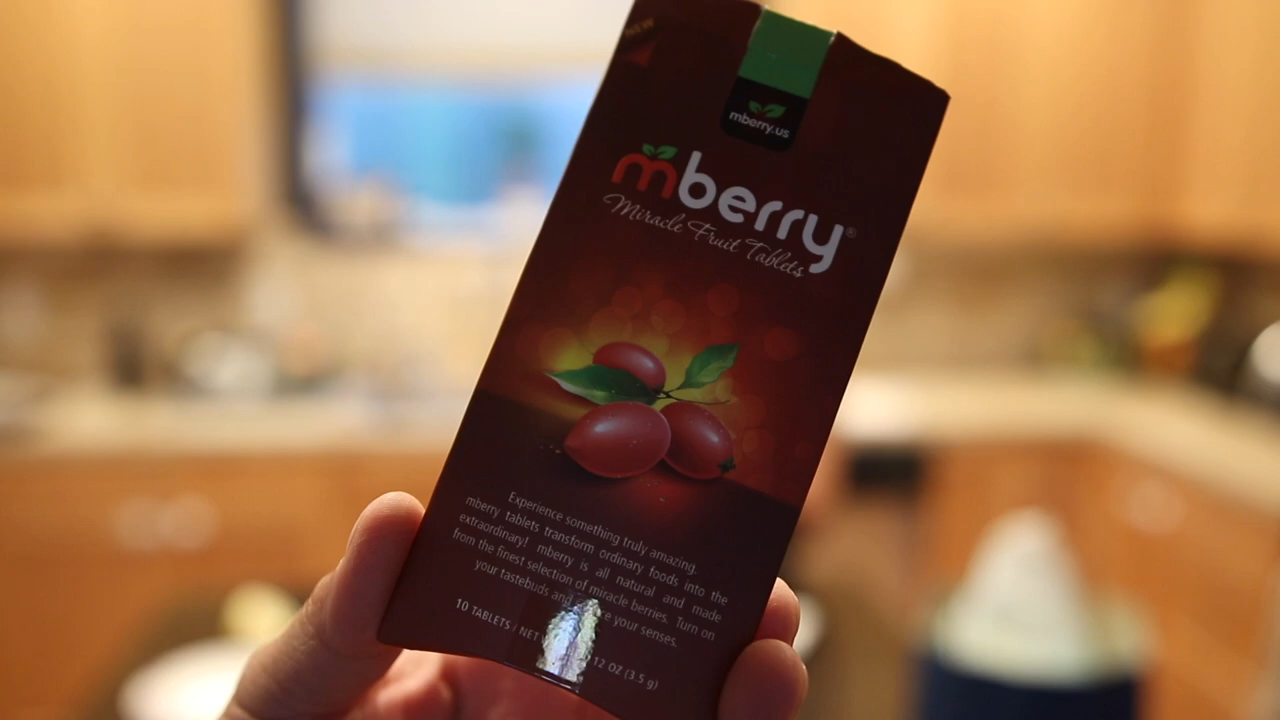 NEW
mberry.us
mberry®
Miracle Fruit Tablets
Experience something truly amazing.
mberry tablets transform ordinary foods into the
extraordinary! mberry is all natural and made
from the finest selection of miracle berries. Turn on
your tastebuds and your senses.
10 TABLETS / NET 12 OZ (3.5 g)